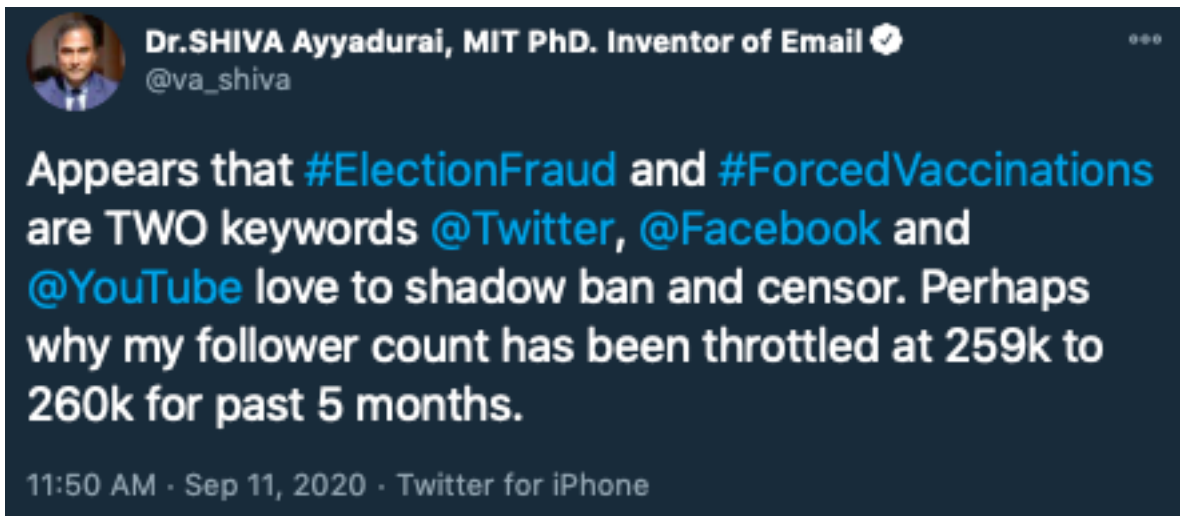 Dr.SHIVA Ayyadurai, MIT PhD. Inventor of Email
@va_shiva
Appears that #ElectionFraud and #ForcedVaccinations
are TWO keywords @Twitter, @Facebook and
@YouTube love to shadow ban and censor. Perhaps
why my follower count has been throttled at 259k to
260k for past 5 months.
11:50 AM · Sep 11, 2020 · Twitter for iPhone